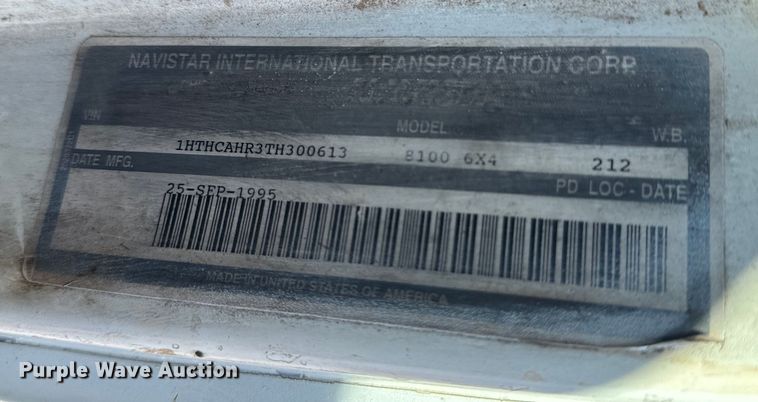 NAVISTAR INTERNATIONAL TRANSPORTATION CORP.
VIN MODEL W.B.
1HTHCAHR3TH300613 8100 6X4 212
DATE MFG. PD LOC - DATE
25-SEP-1995
MADE IN UNITED STATES OF AMERICA
Purple Wave Auction